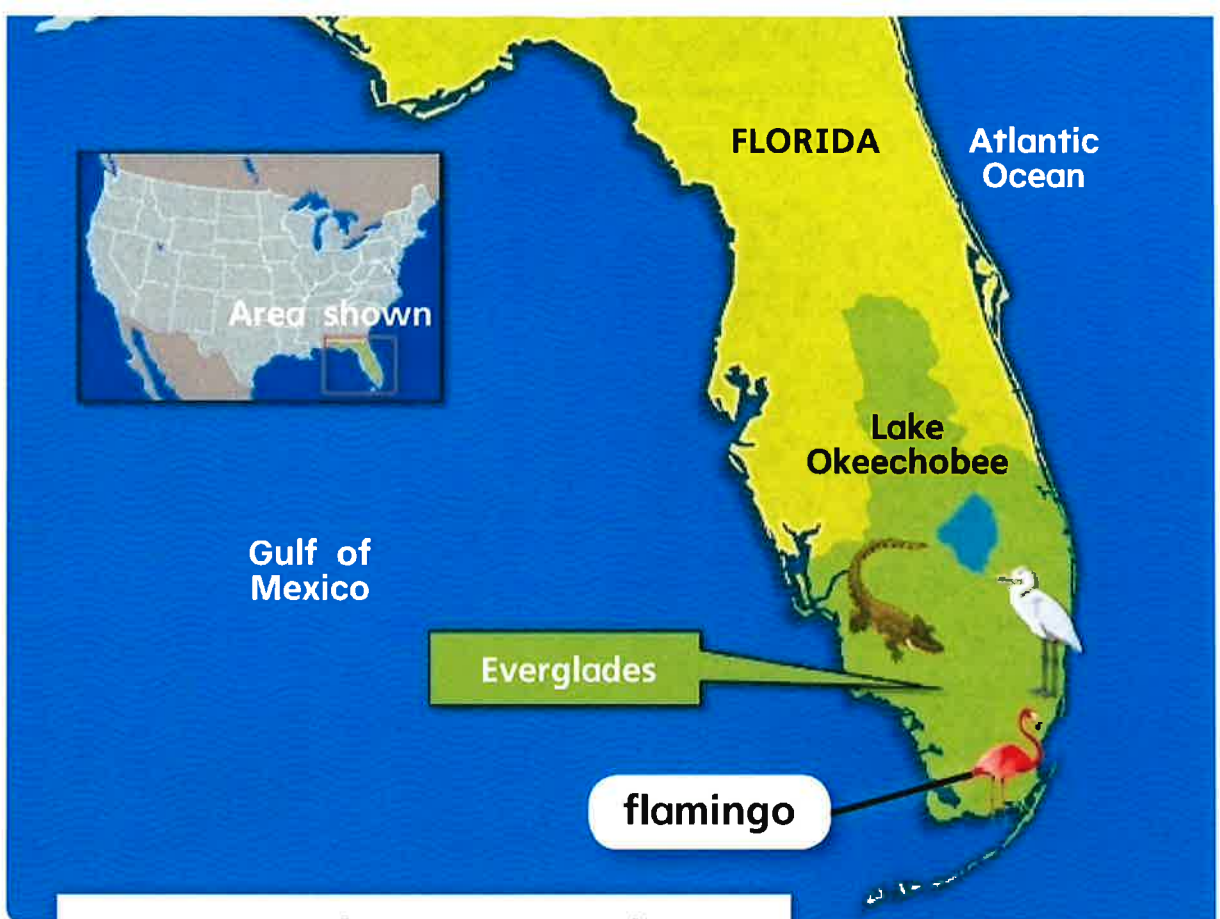 FLORIDA
Atlantic
Ocean
Area shown
Lake
Okeechobee
Gulf of
Mexico
Everglades
flamingo